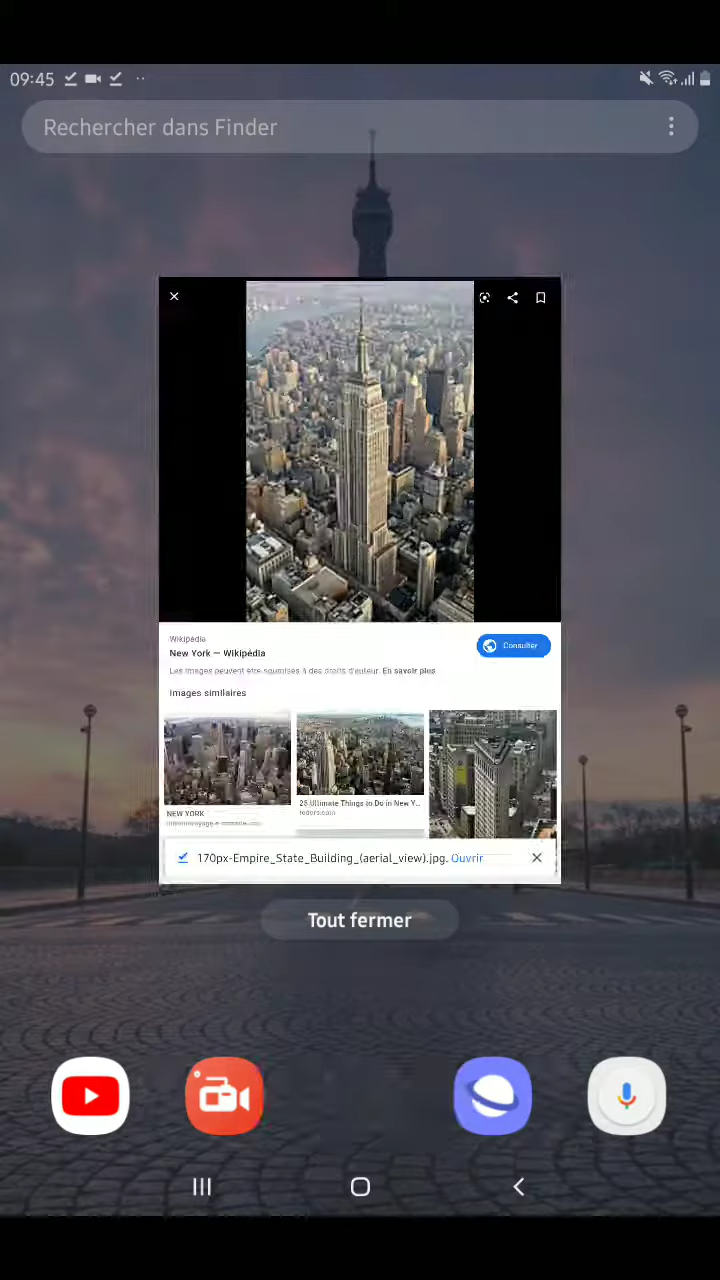 09:45
Rechercher dans Finder
Wikipédia
New York — Wikipédia
Consulter
Les images peuvent être soumises à des droits d'auteur. En savoir plus
Images similaires
NEW YORK
25 Ultimate Things to Do in New Y...
fodors.com
170px-Empire_State_Building_(aerial_view).jpg. Ouvrir
Tout fermer